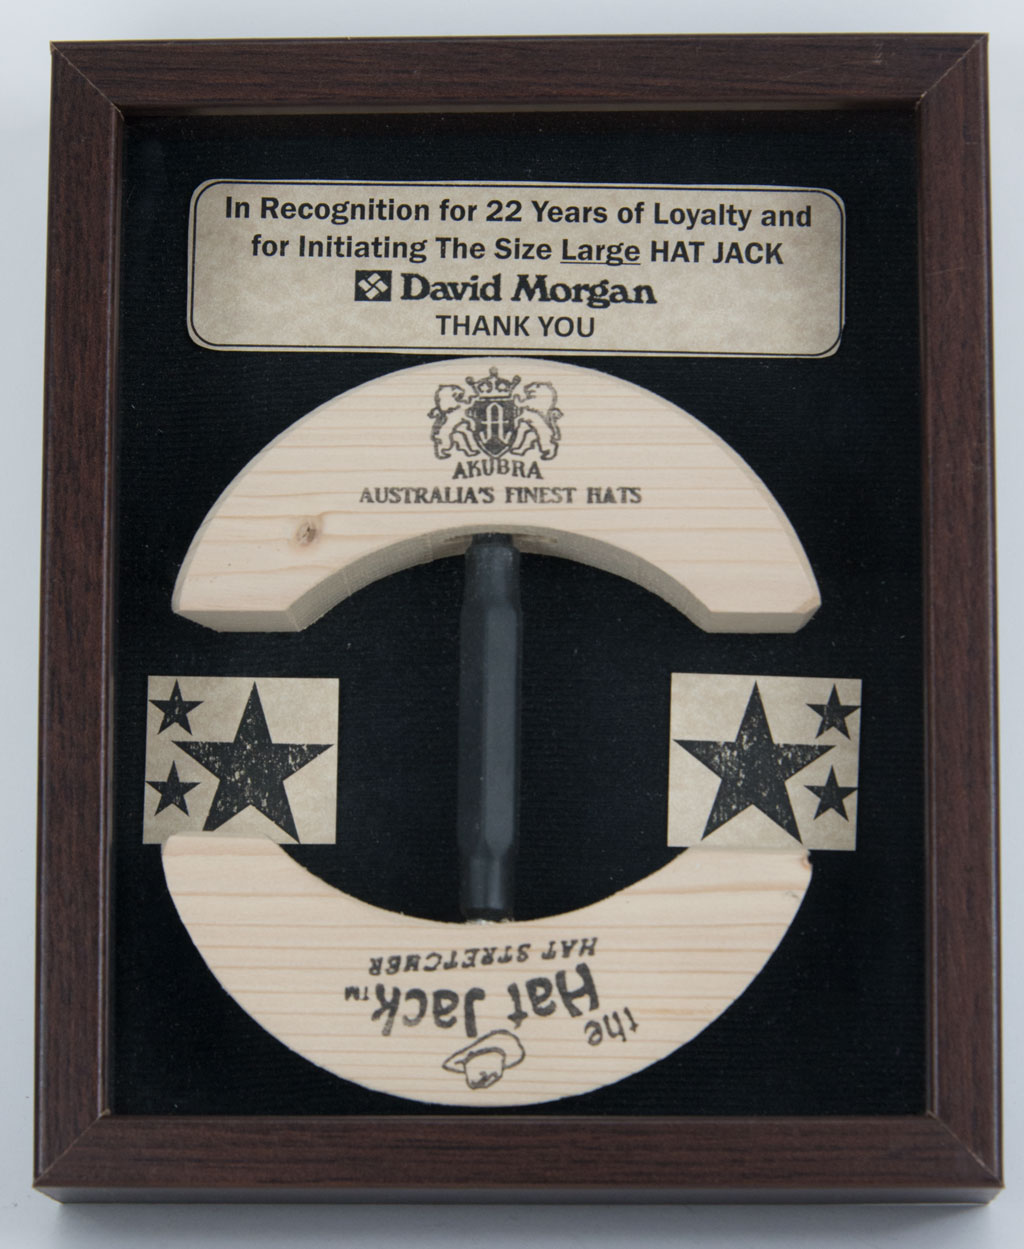 In Recognition for 22 Years of Loyalty and
for Initiating The Size Large HAT JACK
David Morgan
THANK YOU
A
AKUBRA
AUSTRALIA'S FINEST HATS
the
Hat Jack™
HAT STRETCHER